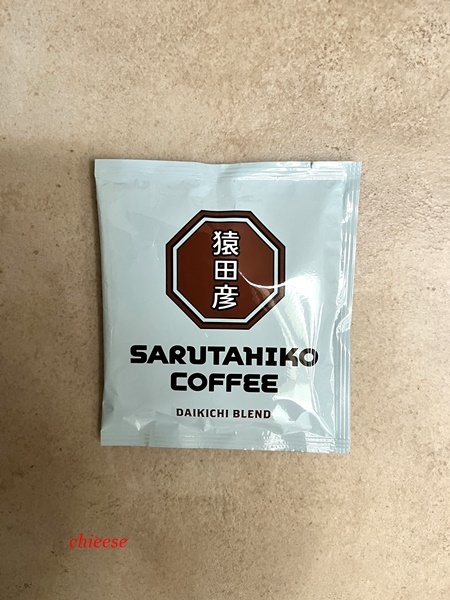 猿田彦
SARUTAHIKO
COFFEE
DAIKICHI BLEND
chieese